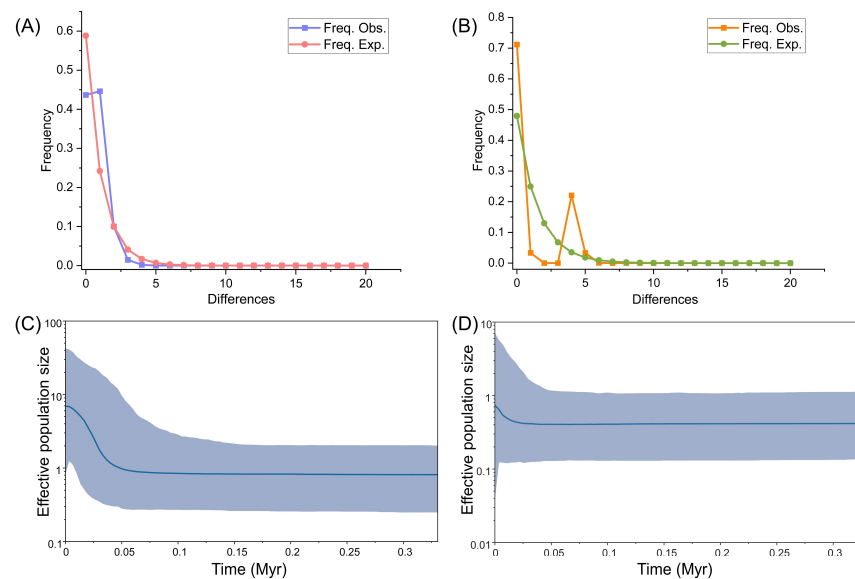 (A)
Freq. Obs.
Freq. Exp.
0.6
0.5
0.4
0.3
0.2
0.1
0.0
Frequency
0 5 10 15 20
Differences
(B)
Freq. Obs.
Freq. Exp.
0.8
0.7
0.6
0.5
0.4
0.3
0.2
0.1
0.0
Frequency
0 5 10 15 20
Differences
(C)
100
10
1
0.1
Effective population size
0 0.05 0.1 0.15 0.2 0.25 0.3
Time (Myr)
(D)
10
1
0.1
0.01
Effective population size
0 0.05 0.1 0.15 0.2 0.25 0.3
Time (Myr)